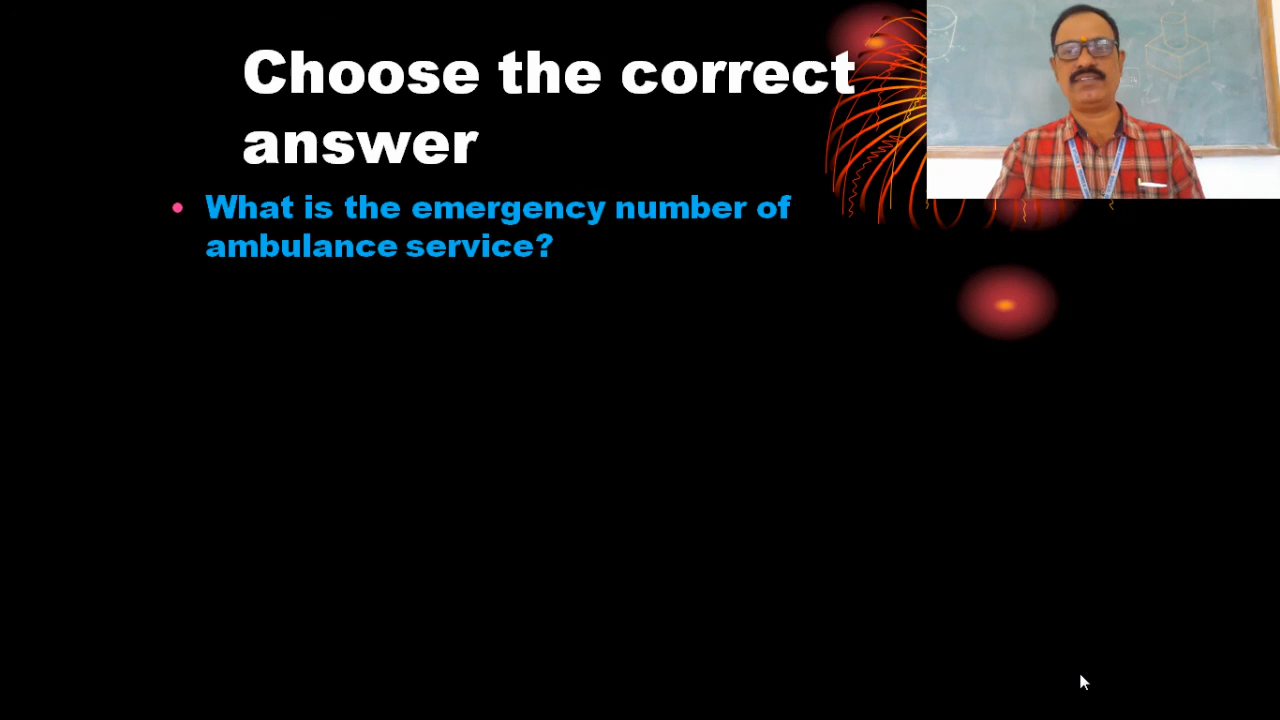 Choose the correct
answer
• What is the emergency number of
ambulance service?